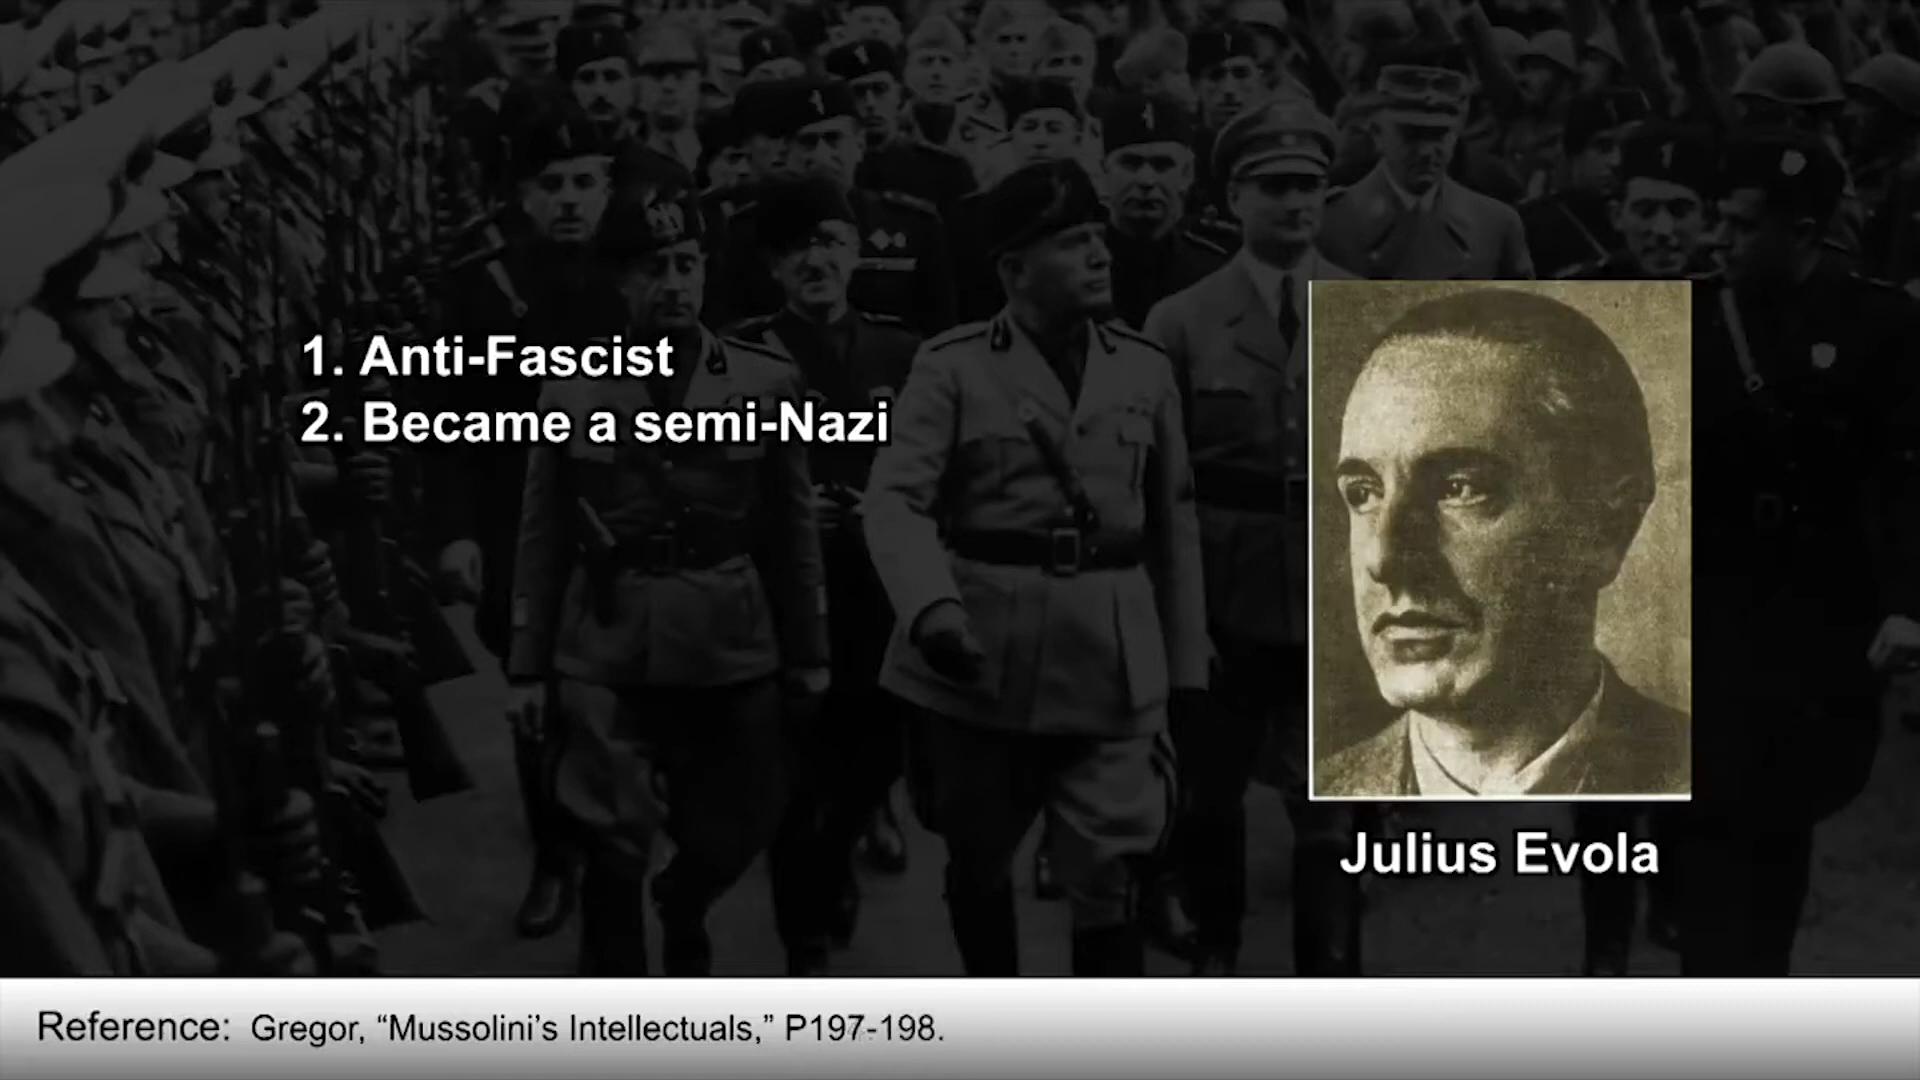 1. Anti-Fascist
2. Became a semi-Nazi
Julius Evola
Reference: Gregor, “Mussolini’s Intellectuals,” P197-198.